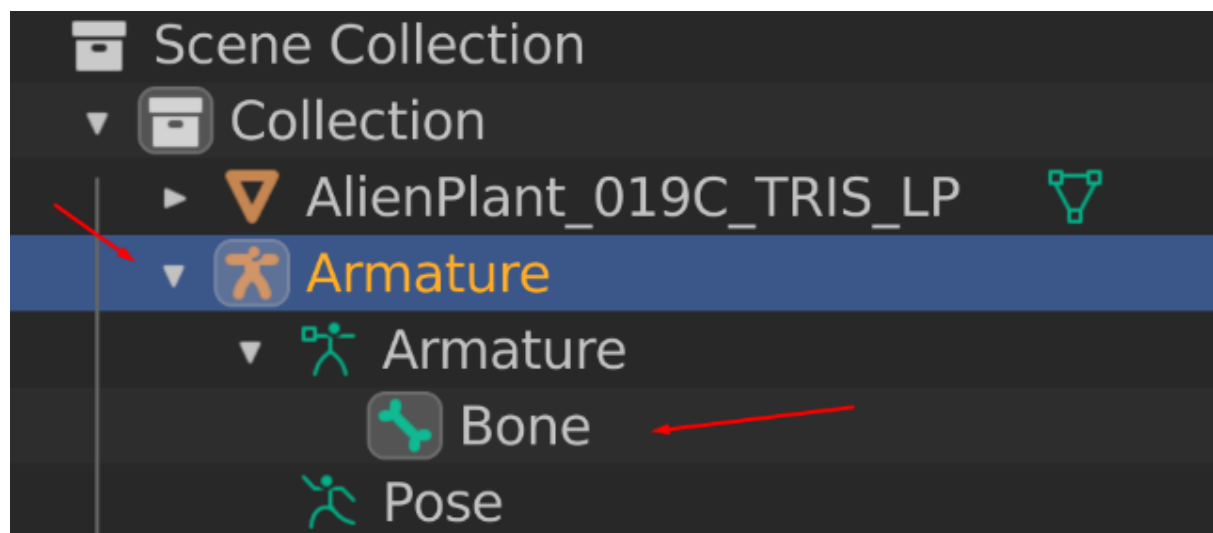 Scene Collection
Collection
AlienPlant_019C_TRIS_LP
Armature
Armature
Bone
Pose